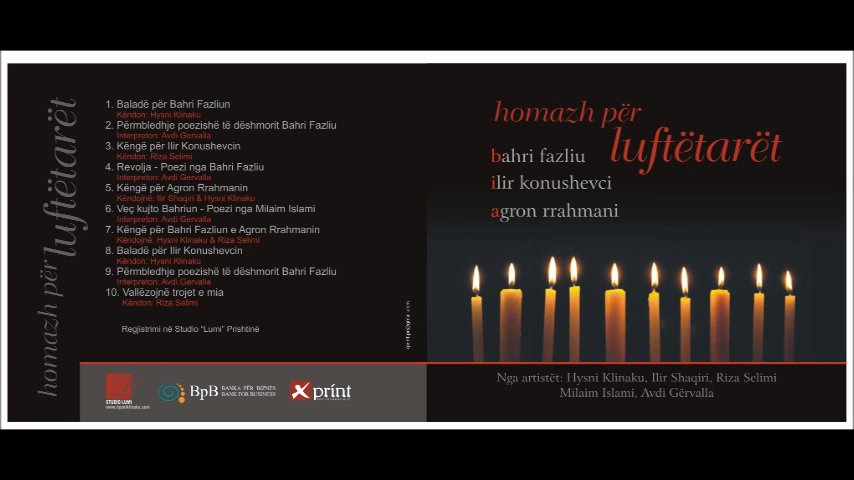 homazh për
luftëtarët
1. Baladë për Bahri Fazliun
Këndon: Hysni Klinaku
2. Përmbledhje poezishë të dëshmorit Bahri Fazliu
Interpreton: Avdi Gervalla
3. Këngë për Ilir Konushevcin
Këndon: Riza Selimi
4. Revolja - Poezi nga Bahri Fazliu
Interpreton: Avdi Gervalla
5. Këngë për Agron Rrahmanin
Këndojnë: Ilir Shaqiri & Hysni Klinaku
6. Veç kujto Bahriun - Poezi nga Milaim Islami
Interpreton: Avdi Gervalla
7. Këngë për Bahri Fazliun e Agron Rrahmanin
Këndojnë: Hysni Klinaku & Riza Selimi
8. Baladë për Ilir Konushevcin
Këndon: Hysni Klinaku
9. Përmbledhje poezishë të dëshmorit Bahri Fazliu
Interpreton: Avdi Gervalla
10. Vallëzojnë trojet e mia
Këndon: Riza Selimi
Regjistrimi në Studio "Lumi" Prishtinë
STUDIO LUMI
www.hysniklinaku.com
BpB BANKA PËR BIZNES
BANK FOR BUSINESS
Xprint
homazh për
luftëtarët
bahri fazliu
ilir konushevci
agron rrahmani
Nga artistët: Hysni Klinaku, Ilir Shaqiri, Riza Selimi
Milaim Islami, Avdi Gërvalla